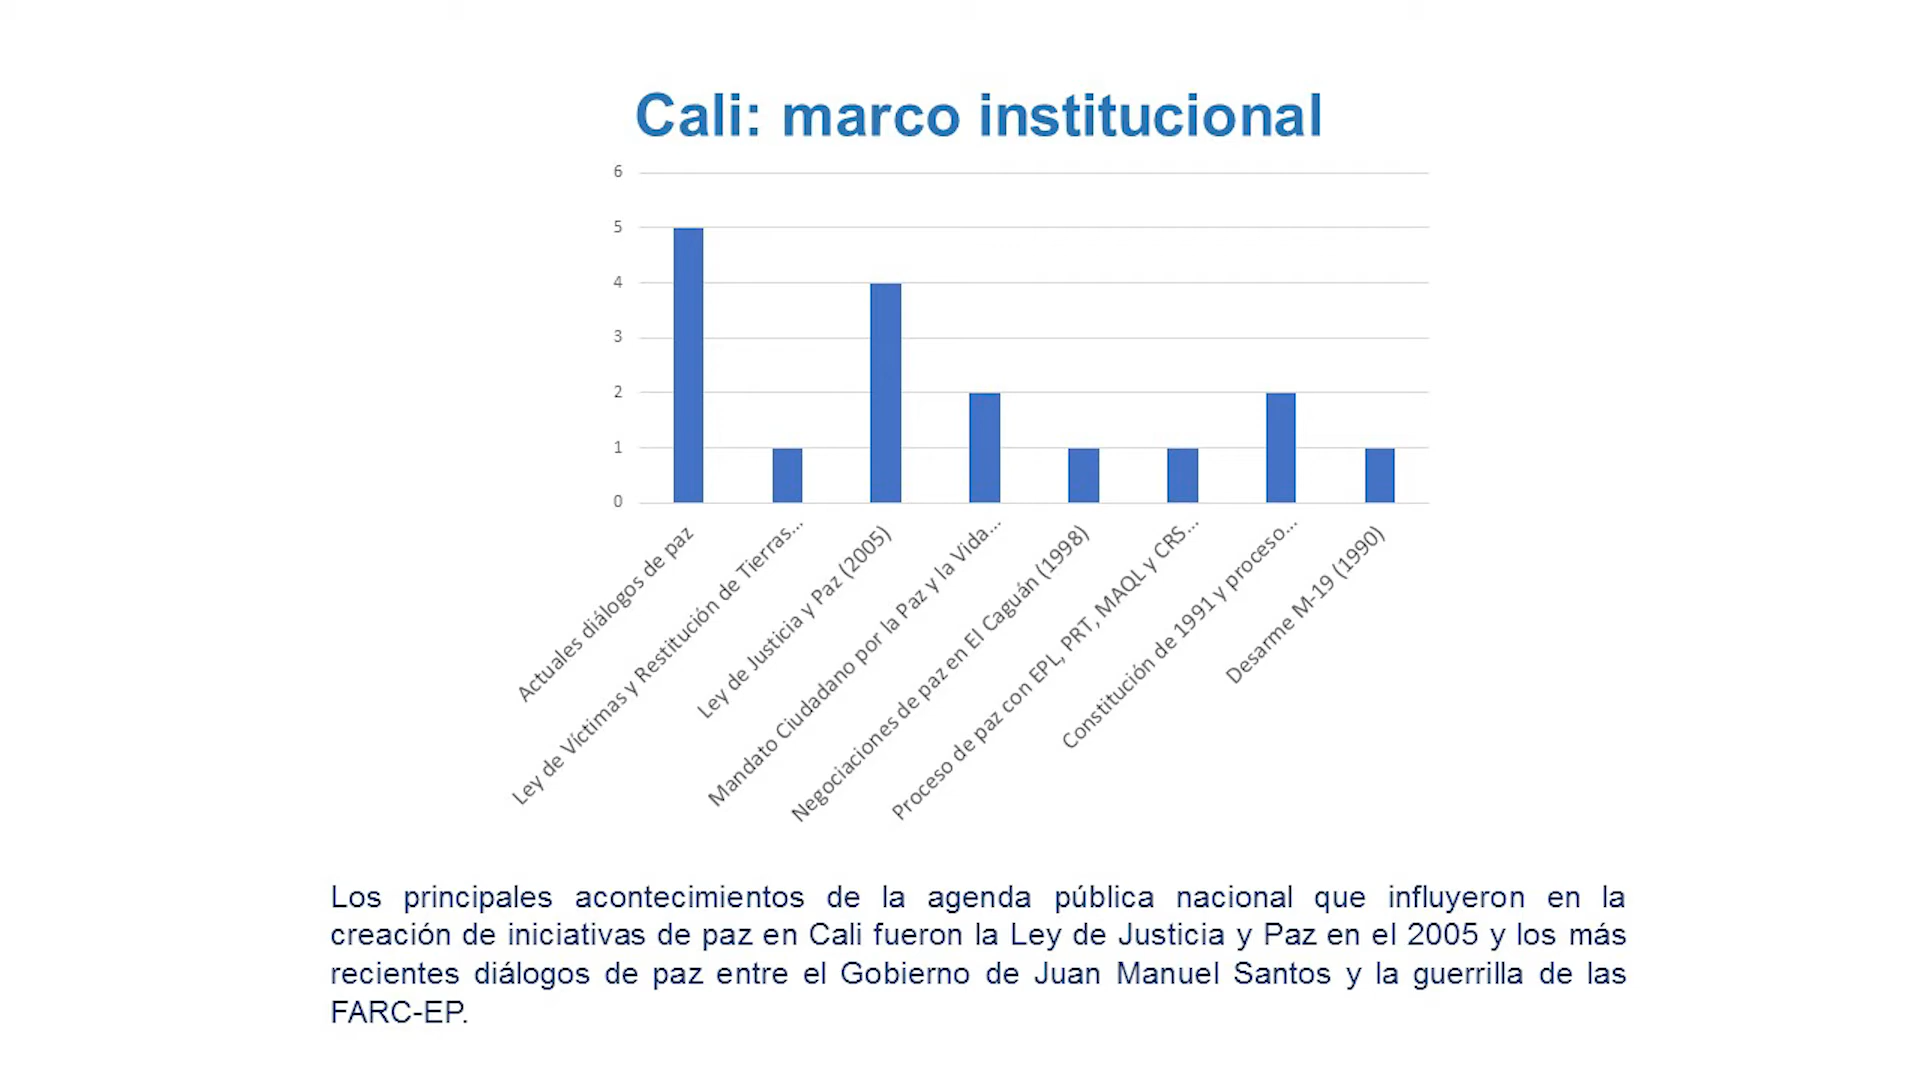 Cali: marco institucional
6
5
4
3
2
1
0
Actuales diálogos de paz
Ley de Víctimas y Restitución de Tierras...
Ley de Justicia y Paz (2005)
Mandato Ciudadano por la Paz y la Vida...
Negociaciones de paz en El Caguán (1998)
Proceso de paz con EPL, PRT, MAQL y CRS...
Constitución de 1991 y proceso...
Desarme M-19 (1990)
Los principales acontecimientos de la agenda pública nacional que influyeron en la
creación de iniciativas de paz en Cali fueron la Ley de Justicia y Paz en el 2005 y los más
recientes diálogos de paz entre el Gobierno de Juan Manuel Santos y la guerrilla de las
FARC-EP.